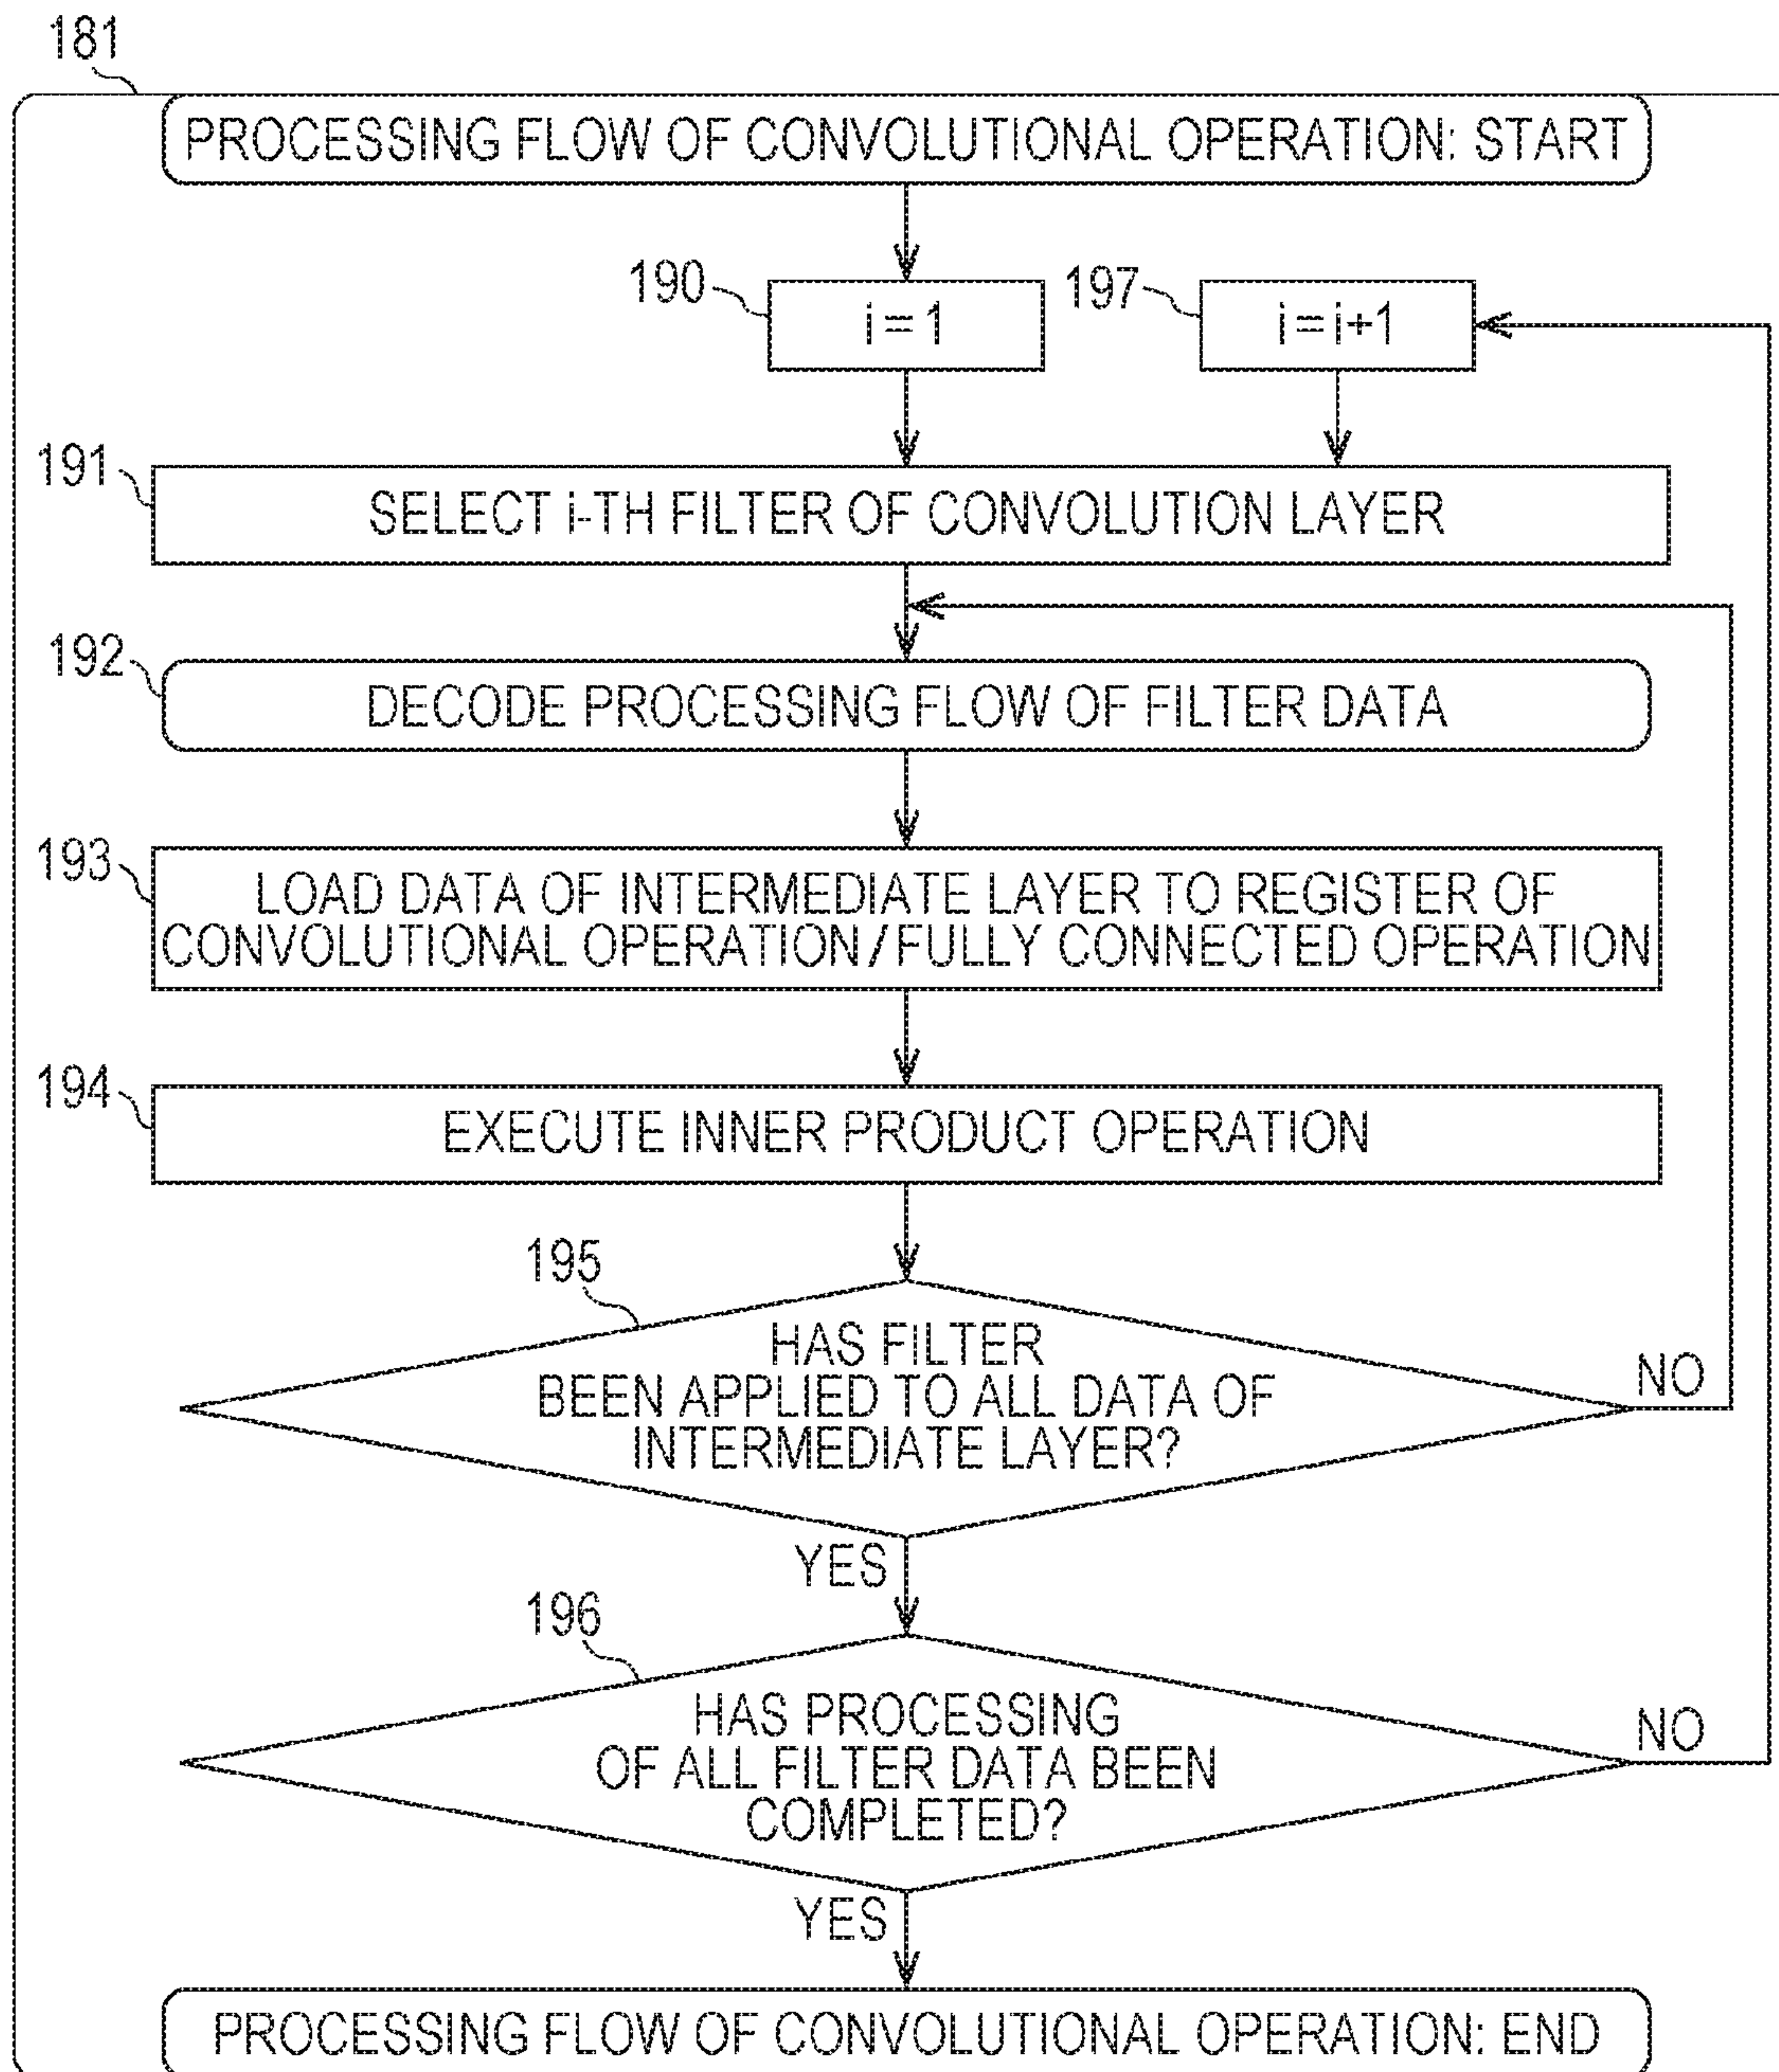 181
PROCESSING FLOW OF CONVOLUTIONAL OPERATION: START
190
i = 1
197
i = i+1
191
SELECT i-TH FILTER OF CONVOLUTION LAYER
192
DECODE PROCESSING FLOW OF FILTER DATA
193
LOAD DATA OF INTERMEDIATE LAYER TO REGISTER OF
CONVOLUTIONAL OPERATION/FULLY CONNECTED OPERATION
194
EXECUTE INNER PRODUCT OPERATION
195
HAS FILTER
BEEN APPLIED TO ALL DATA OF
INTERMEDIATE LAYER?
NO
YES
196
HAS PROCESSING
OF ALL FILTER DATA BEEN
COMPLETED?
NO
YES
PROCESSING FLOW OF CONVOLUTIONAL OPERATION: END